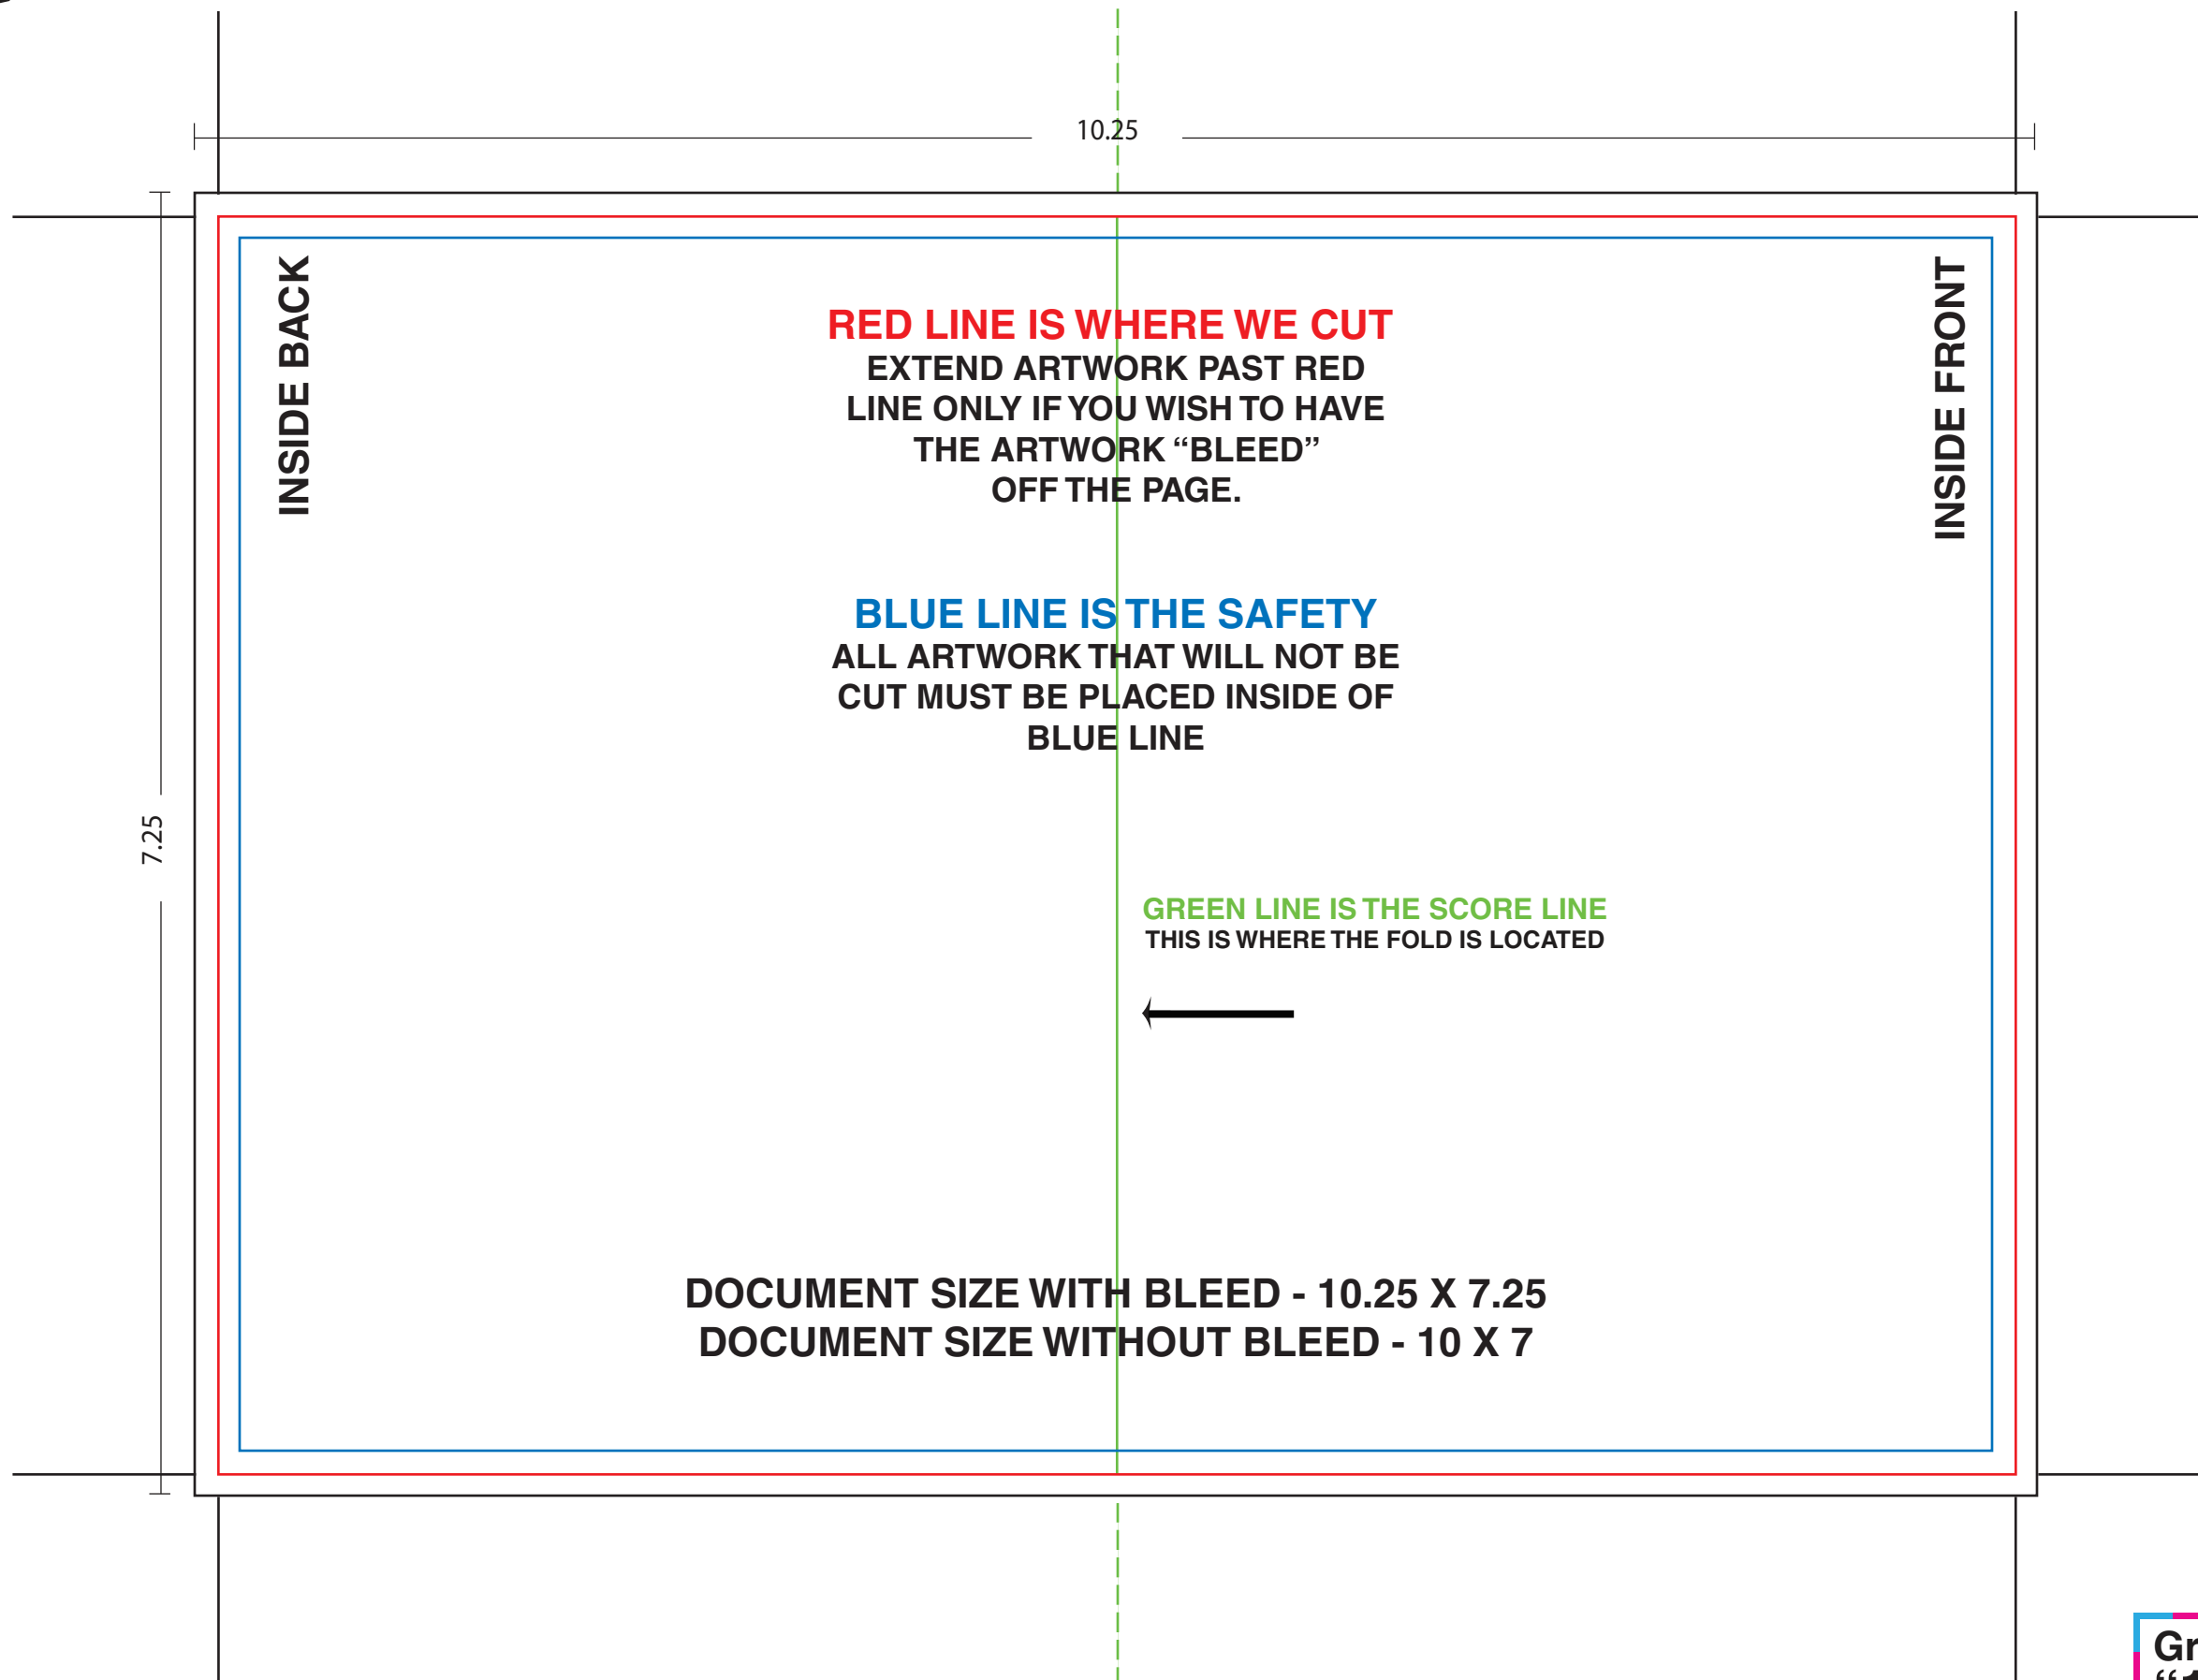 10.25
INSIDE BACK
INSIDE FRONT
RED LINE IS WHERE WE CUT
EXTEND ARTWORK PAST RED
LINE ONLY IF YOU WISH TO HAVE
THE ARTWORK “BLEED”
OFF THE PAGE.
BLUE LINE IS THE SAFETY
ALL ARTWORK THAT WILL NOT BE
CUT MUST BE PLACED INSIDE OF
BLUE LINE
7.25
GREEN LINE IS THE SCORE LINE
THIS IS WHERE THE FOLD IS LOCATED
DOCUMENT SIZE WITH BLEED - 10.25 X 7.25
DOCUMENT SIZE WITHOUT BLEED - 10 X 7